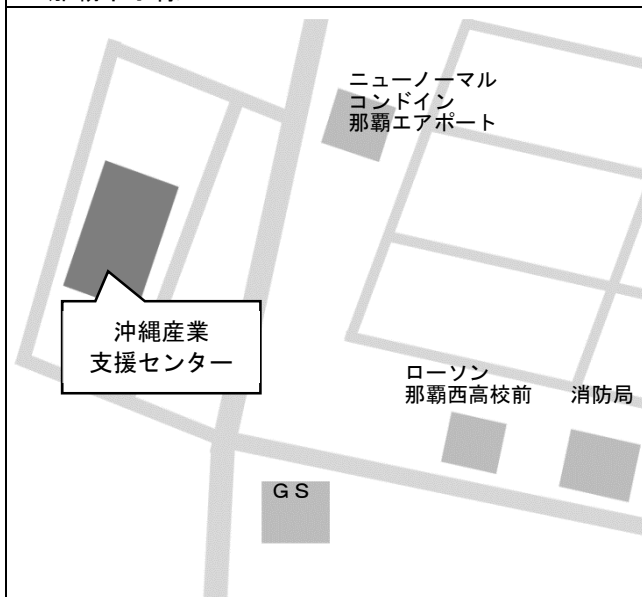 ニューノーマル
コンドイン
那覇エアポート
沖縄産業
支援センター
ローソン
那覇西高校前
消防局
ＧＳ